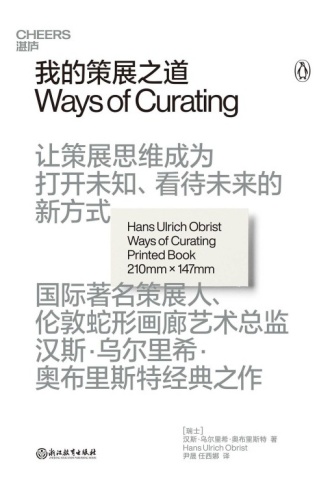 CHEERS
湛庐
我的策展之道
Ways of Curating
让策展思维成为
打开未知、看待未来的
新方式
Hans Ulrich Obrist
Ways of Curating
Printed Book
210mm × 147mm
国际著名策展人、
伦敦蛇形画廊艺术总监
汉斯·乌尔里希·
奥布里斯特经典之作
[瑞士]
汉斯·乌尔里希·奥布里斯特 著
Hans Ulrich Obrist
尹晟 任西娜 译
浙江教育出版社